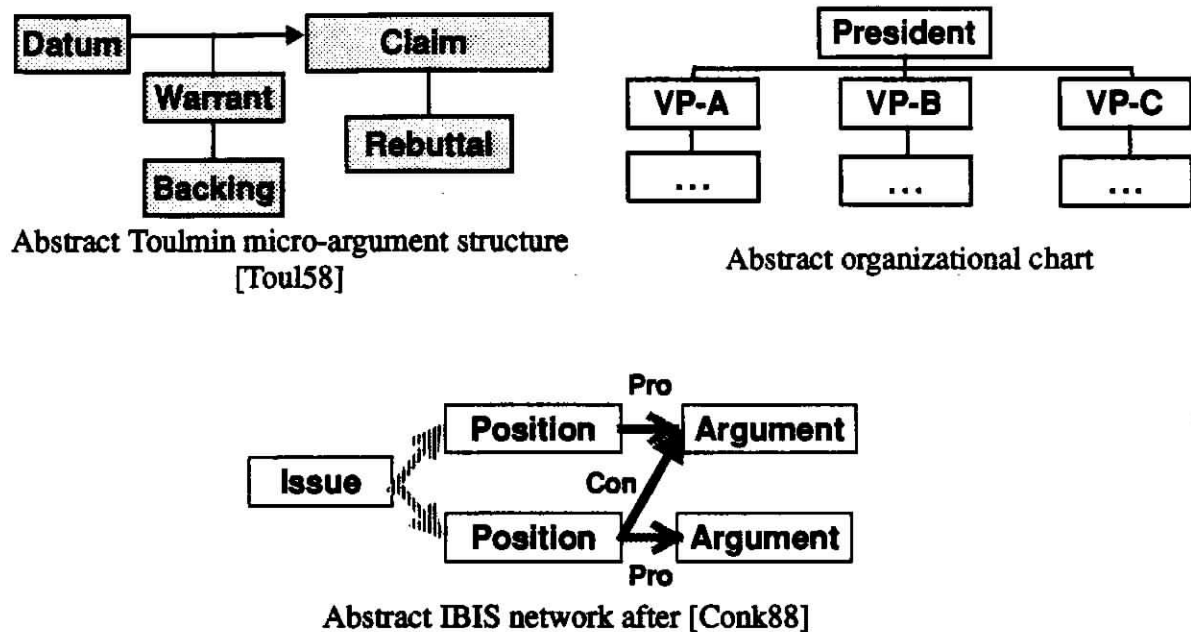 Datum
Claim
Warrant
Rebuttal
Backing
Abstract Toulmin micro-argument structure
[Toul58]
President
VP-A VP-B VP-C
... ... ...
Abstract organizational chart
Pro
Position Argument
Issue
Con
Position Argument
Pro
Abstract IBIS network after [Conk88]